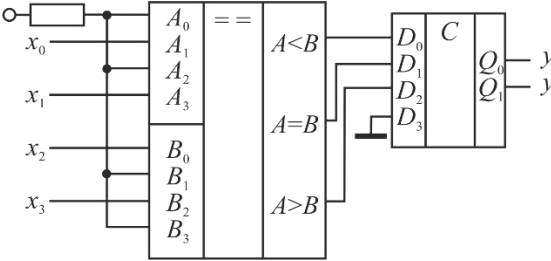 A₀ == A<B D₀ C Q₀ y
x₀ A₁ D₁ Q₁ y
A₂ D₂
x₁ A₃ D₃
A=B
x₂ B₀
B₁
x₃ B₂ A>B
B₃